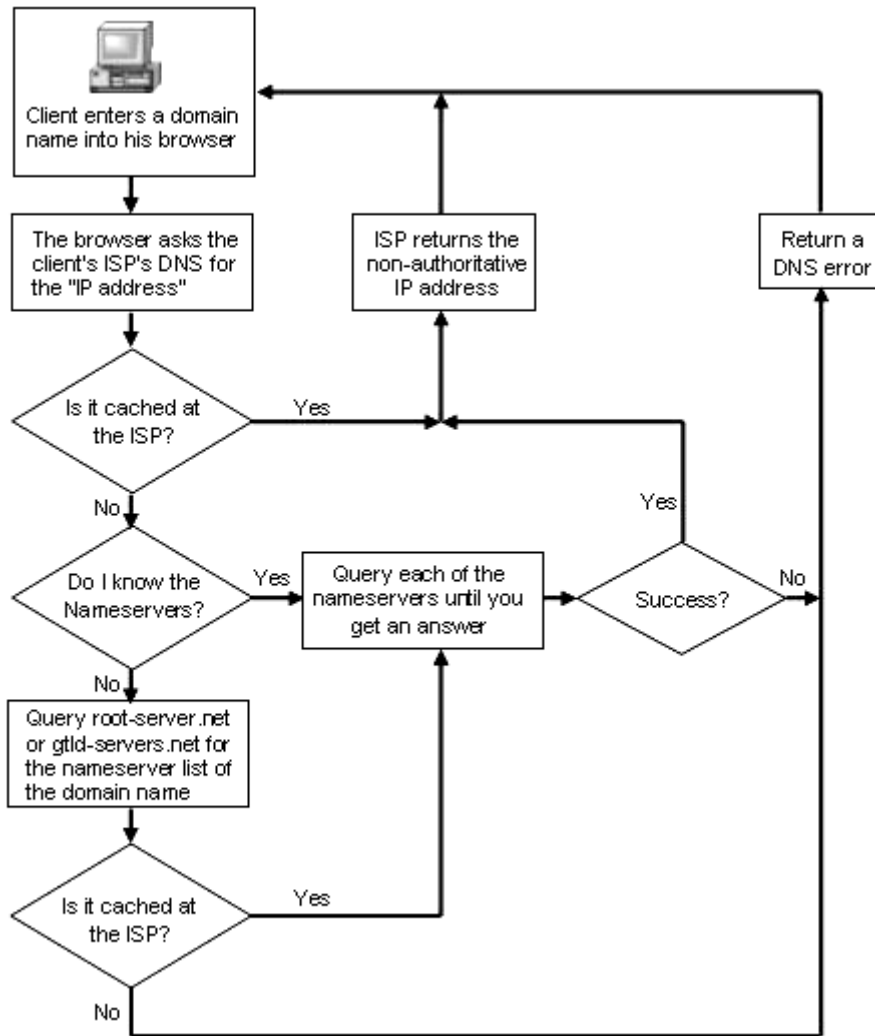 Client enters a domain
name into his browser
The browser asks the
client's ISP's DNS for
the "IP address"
ISP returns the
non-authoritative
IP address
Return a
DNS error
Is it cached at
the ISP?
Yes
No
Do I know the
Nameservers?
Yes
Query each of the
nameservers until you
get an answer
Success?
Yes
No
No
Query root-server.net
or gtld-servers.net for
the nameserver list of
the domain name
Is it cached at
the ISP?
Yes
No